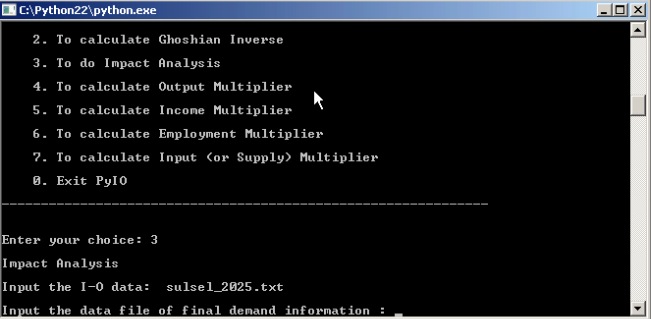 C:\Python22\python.exe
2. To calculate Ghoshian Inverse
3. To do Impact Analysis
4. To calculate Output Multiplier
5. To calculate Income Multiplier
6. To calculate Employment Multiplier
7. To calculate Input (or Supply) Multiplier
0. Exit PyIO
--------------------------------------------------------------
Enter your choice: 3
Impact Analysis
Input the I-O data:  sulsel_2025.txt
Input the data file of final demand information : _